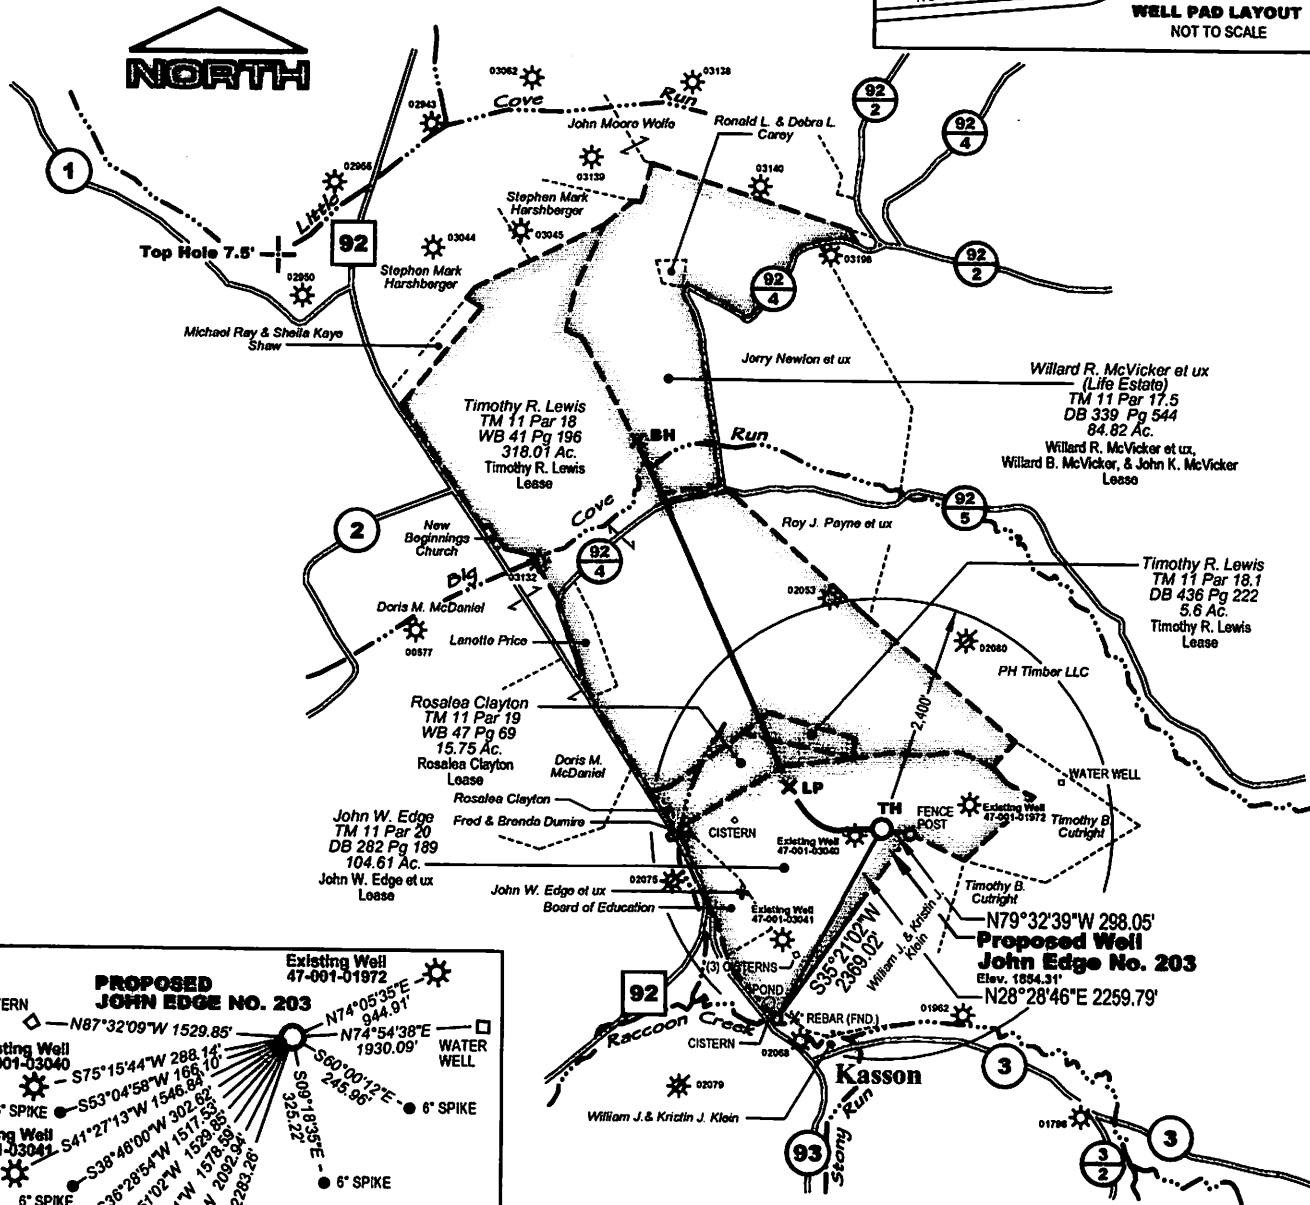 WELL PAD LAYOUT
NOT TO SCALE
NORTH
03062
03138
Cove
Run
02943
John Moore Wolfe
Ronald L. & Debra L.
Carey
92
2
92
4
1
02966
03139
03140
Little
Stephen Mark
Harshberger
92
Top Hole 7.5'
03044
03045
03196
92
2
Stephen Mark
Harshberger
02950
92
4
Michael Ray & Sheila Kaye
Shaw
Jerry Newlon et ux
Willard R. McVicker et ux
(Life Estate)
TM 11 Par 17.5
DB 339 Pg 544
84.82 Ac.
Willard R. McVicker et ux,
Willard B. McVicker, & John K. McVicker
Lease
Timothy R. Lewis
TM 11 Par 18
WB 41 Pg 196
318.01 Ac.
Timothy R. Lewis
Lease
BH
Run
Cove
92
5
2
New
Beginnings
Church
Roy J. Payne et ux
92
4
Big
03132
Timothy R. Lewis
TM 11 Par 18.1
DB 436 Pg 222
5.6 Ac.
Timothy R. Lewis
Lease
02053
Doris M. McDaniel
00577
Lanette Price
02080
PH Timber LLC
2,400'
Rosalea Clayton
TM 11 Par 19
WB 47 Pg 69
15.75 Ac.
Rosalea Clayton
Lease
Doris M.
McDaniel
WATER WELL
LP
Rosalea Clayton
Fred & Brenda Dumire
TH
FENCE
POST
Existing Well
47-001-01972
CISTERN
Existing Well
47-001-03040
Timothy B.
Cutright
John W. Edge
TM 11 Par 20
DB 282 Pg 189
104.61 Ac.
John W. Edge et ux
Lease
02075
John W. Edge et ux
Board of Education
Existing Well
47-001-03041
Timothy B.
Cutright
N79°32'39"W 298.05'
Proposed Well
John Edge No. 203
Elev. 1854.31'
N28°28'46"E 2259.79'
S35°21'02"W
2369.02'
William J. & Kristin J.
Klein
(3) CISTERNS
POND
92
Raccoon
Creek
REBAR (FND.)
CISTERN
01962
02068
Kasson
3
02079
William J.& Kristin J. Klein
Stony Run
93
01796
3
3
2
PROPOSED
JOHN EDGE NO. 203
Existing Well
47-001-01972
N87°32'09"W 1529.85'
N74°05'35"E
944.91'
N74°54'38"E
1930.09'
WATER
WELL
S75°15'44"W 288.14'
S53°04'58"W 166.10'
S41°27'13"W 1546.84'
S38°46'00"W 302.62'
S60°00'12"E
245.96'
6" SPIKE
S09°18'35"E
325.22'
6" SPIKE
6" SPIKE
6" SPIKE